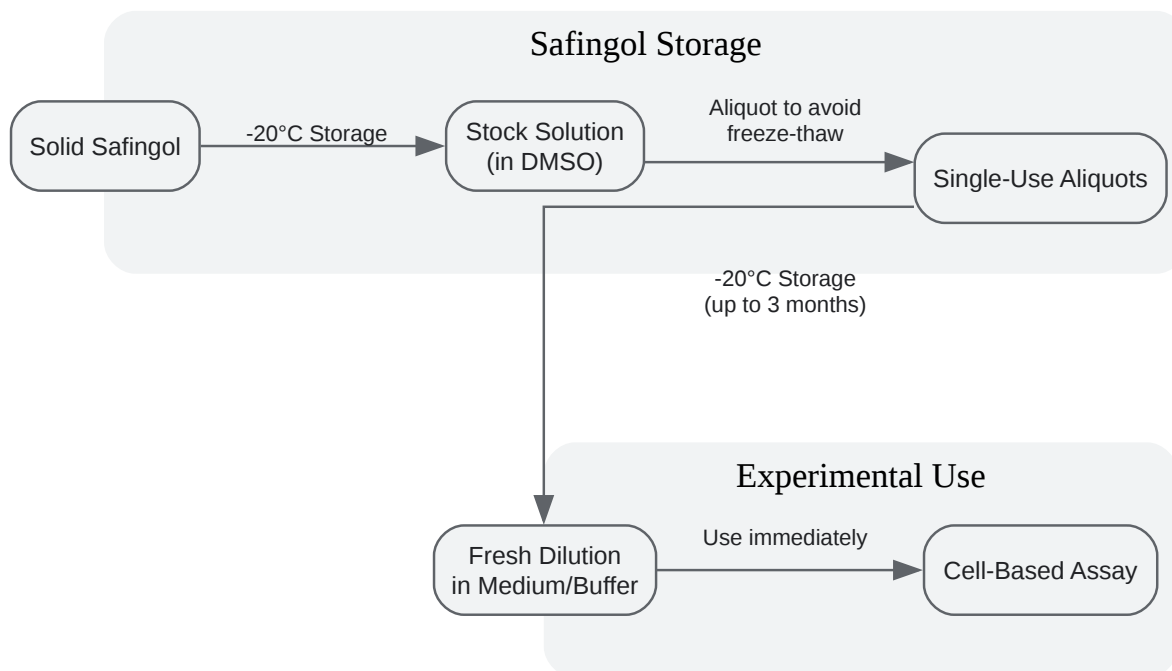 Safingol Storage
Solid Safingol
-20°C Storage
Stock Solution
(in DMSO)
Aliquot to avoid
freeze-thaw
Single-Use Aliquots
-20°C Storage
(up to 3 months)
Experimental Use
Fresh Dilution
in Medium/Buffer
Use immediately
Cell-Based Assay